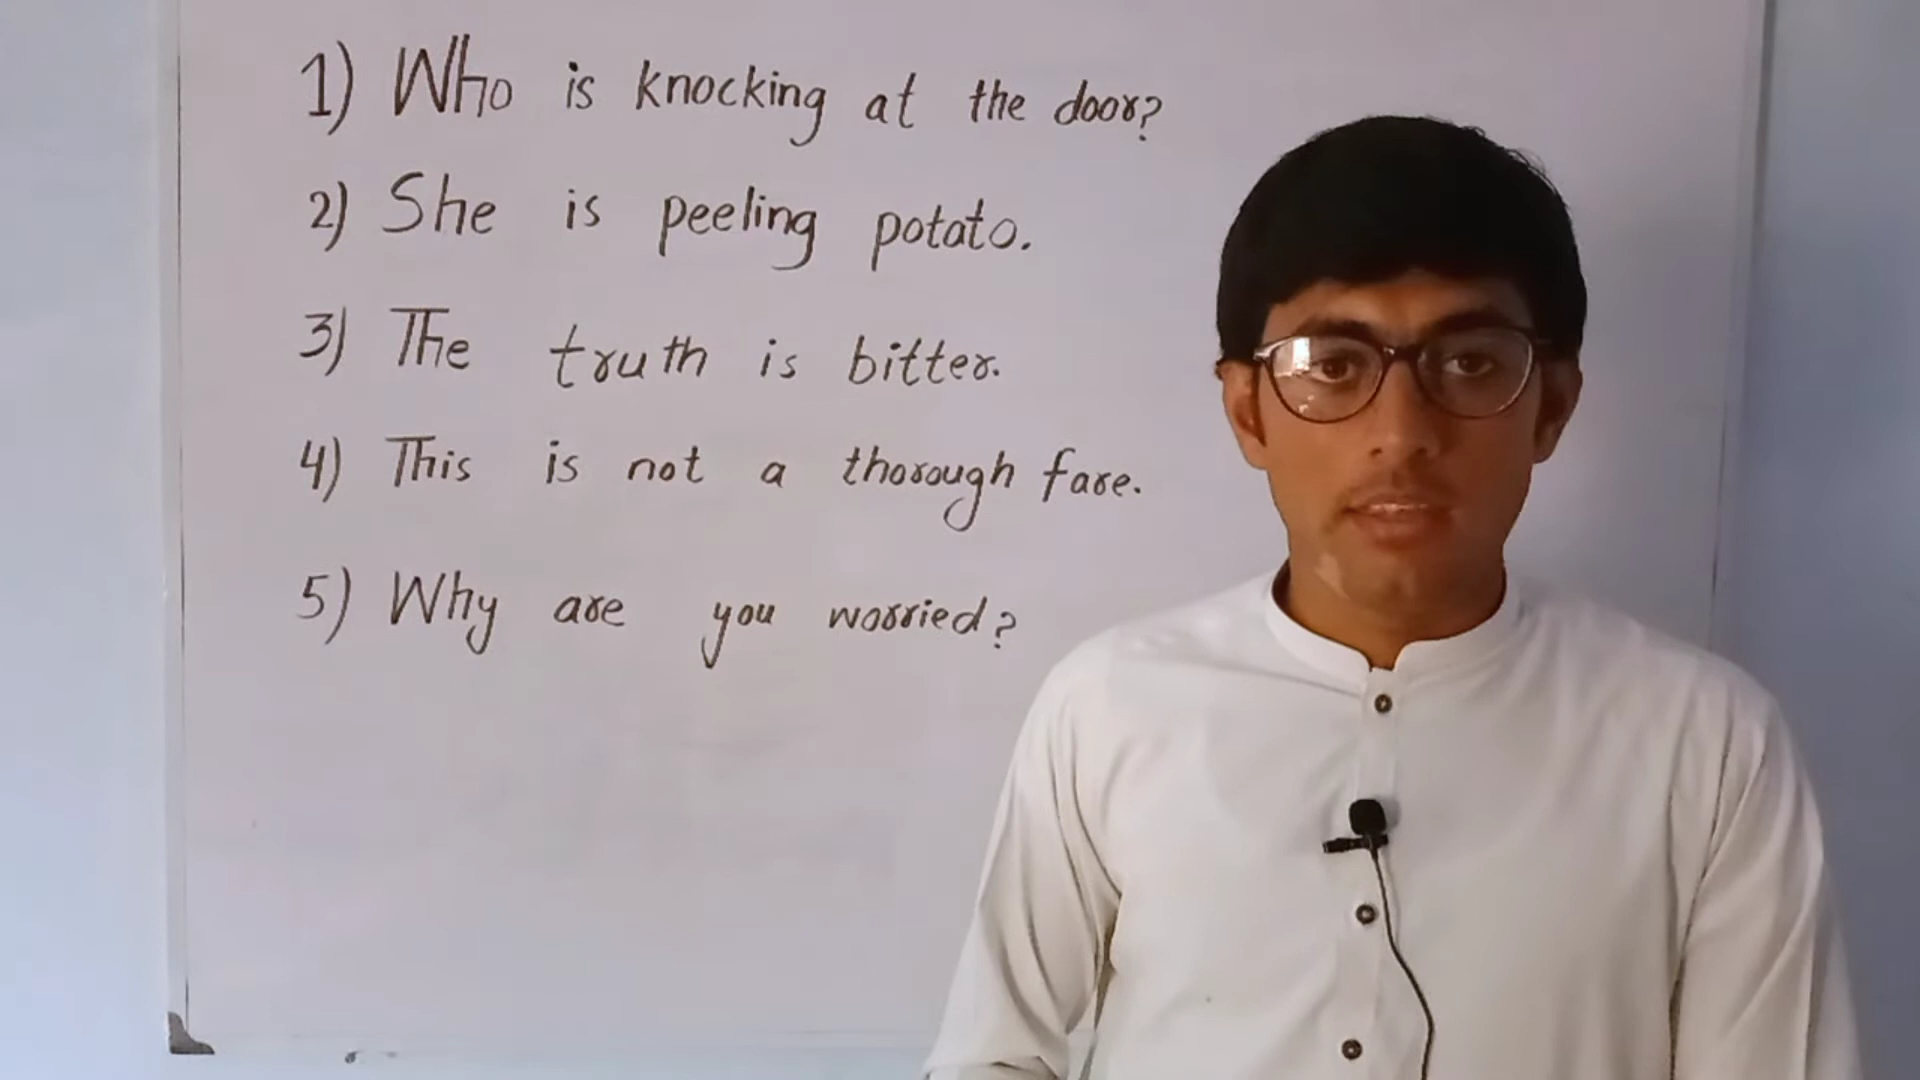 1) Who is knocking at the door?
2) She is peeling potato.
3) The truth is bitter.
4) This is not a thorough fare.
5) Why are you worried?